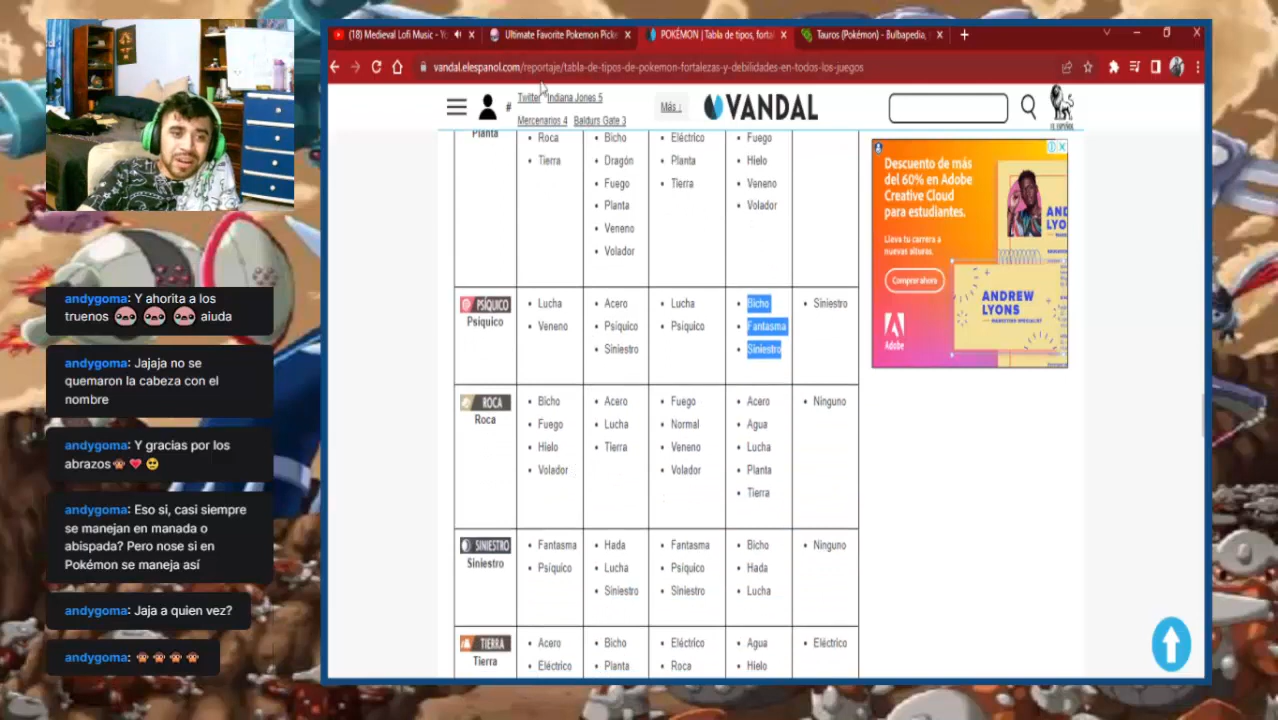 (18) Medieval Lofi Music - Yo
Ultimate Favorite Pokemon Picke
POKÉMON | Tabla de tipos, fortal
Tauros (Pokémon) - Bulbapedia,
vandal.elespanol.com/reportaje/tabla-de-tipos-de-pokemon-fortalezas-y-debilidades-en-todos-los-juegos
# Twitter Indiana Jones 5
Mercenarios 4 Baldurs Gate 3
Más ↓
VANDAL
EL ESPAÑOL
Planta
Roca
Tierra
Bicho
Dragón
Fuego
Planta
Veneno
Volador
Eléctrico
Planta
Tierra
Fuego
Hielo
Veneno
Volador
PSÍQUICO
Psíquico
Lucha
Veneno
Acero
Psíquico
Siniestro
Lucha
Psíquico
Bicho
Fantasma
Siniestro
Siniestro
ROCA
Roca
Bicho
Fuego
Hielo
Volador
Acero
Lucha
Tierra
Fuego
Normal
Veneno
Volador
Acero
Agua
Lucha
Planta
Tierra
Ninguno
SINIESTRO
Siniestro
Fantasma
Psíquico
Hada
Lucha
Siniestro
Fantasma
Psíquico
Siniestro
Bicho
Hada
Lucha
Ninguno
TIERRA
Tierra
Acero
Eléctrico
Bicho
Planta
Eléctrico
Roca
Agua
Hielo
Eléctrico
Descuento de más
del 60% en Adobe
Creative Cloud
para estudiantes.
Lleva tu carrera a
nuevas alturas.
Comprar ahora
Adobe
AND
LYO
ANDREW
LYONS
MARKETING SPECIALIST
andygoma: Y ahorita a los
truenos aiuda
andygoma: Jajaja no se
quemaron la cabeza con el
nombre
andygoma: Y gracias por los
abrazos🙊❤️🥺
andygoma: Eso si, casi siempre
se manejan en manada o
abispada? Pero nose si en
Pokémon se maneja así
andygoma: Jaja a quien vez?
andygoma: 🙊🙊🙊🙊